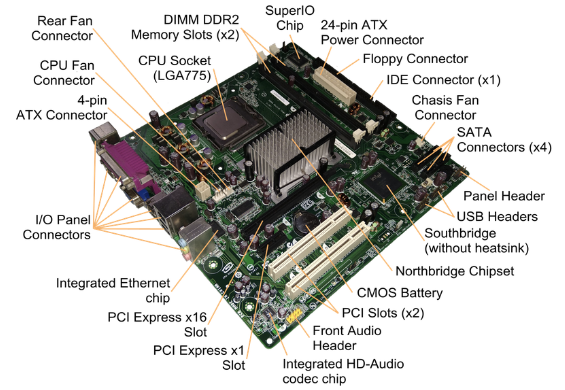 Rear Fan
Connector
CPU Fan
Connector
4-pin
ATX Connector
DIMM DDR2
Memory Slots (x2)
CPU Socket
(LGA775)
SuperIO
Chip
24-pin ATX
Power Connector
Floppy Connector
IDE Connector (x1)
Chasis Fan
Connector
SATA
Connectors (x4)
Panel Header
USB Headers
Southbridge
(without heatsink)
Northbridge Chipset
CMOS Battery
PCI Slots (x2)
Front Audio
Header
Integrated HD-Audio
codec chip
PCI Express x1
Slot
PCI Express x16
Slot
Integrated Ethernet
chip
I/O Panel
Connectors